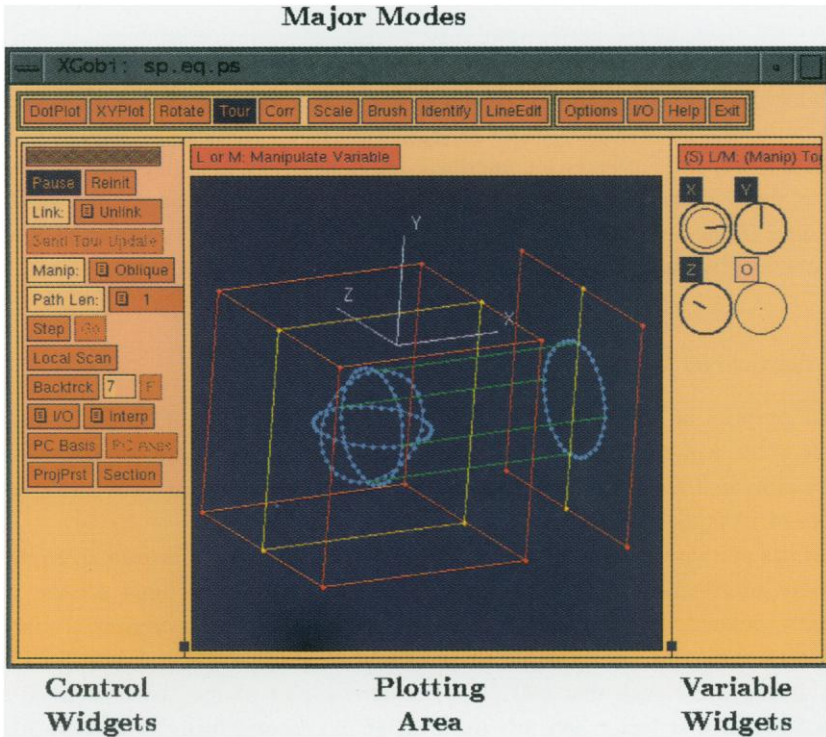 Major Modes
XGobi: sp.eq.ps
DotPlot XYPlot Rotate Tour Corr Scale Brush Identify LineEdit Options I/O Help Exit
L or M: Manipulate Variable
(S) L/M: (Manip) To
Pause Reinit
Link: Unlink
Send Tour Update
Manip: Oblique
Path Len: 1
Step Go
Local Scan
Backtrck 7 F
I/O Interp
PC Basis PC Axes
ProjPrst Section
X Y
Z O
Y
Z
X
Control Widgets
Plotting Area
Variable Widgets